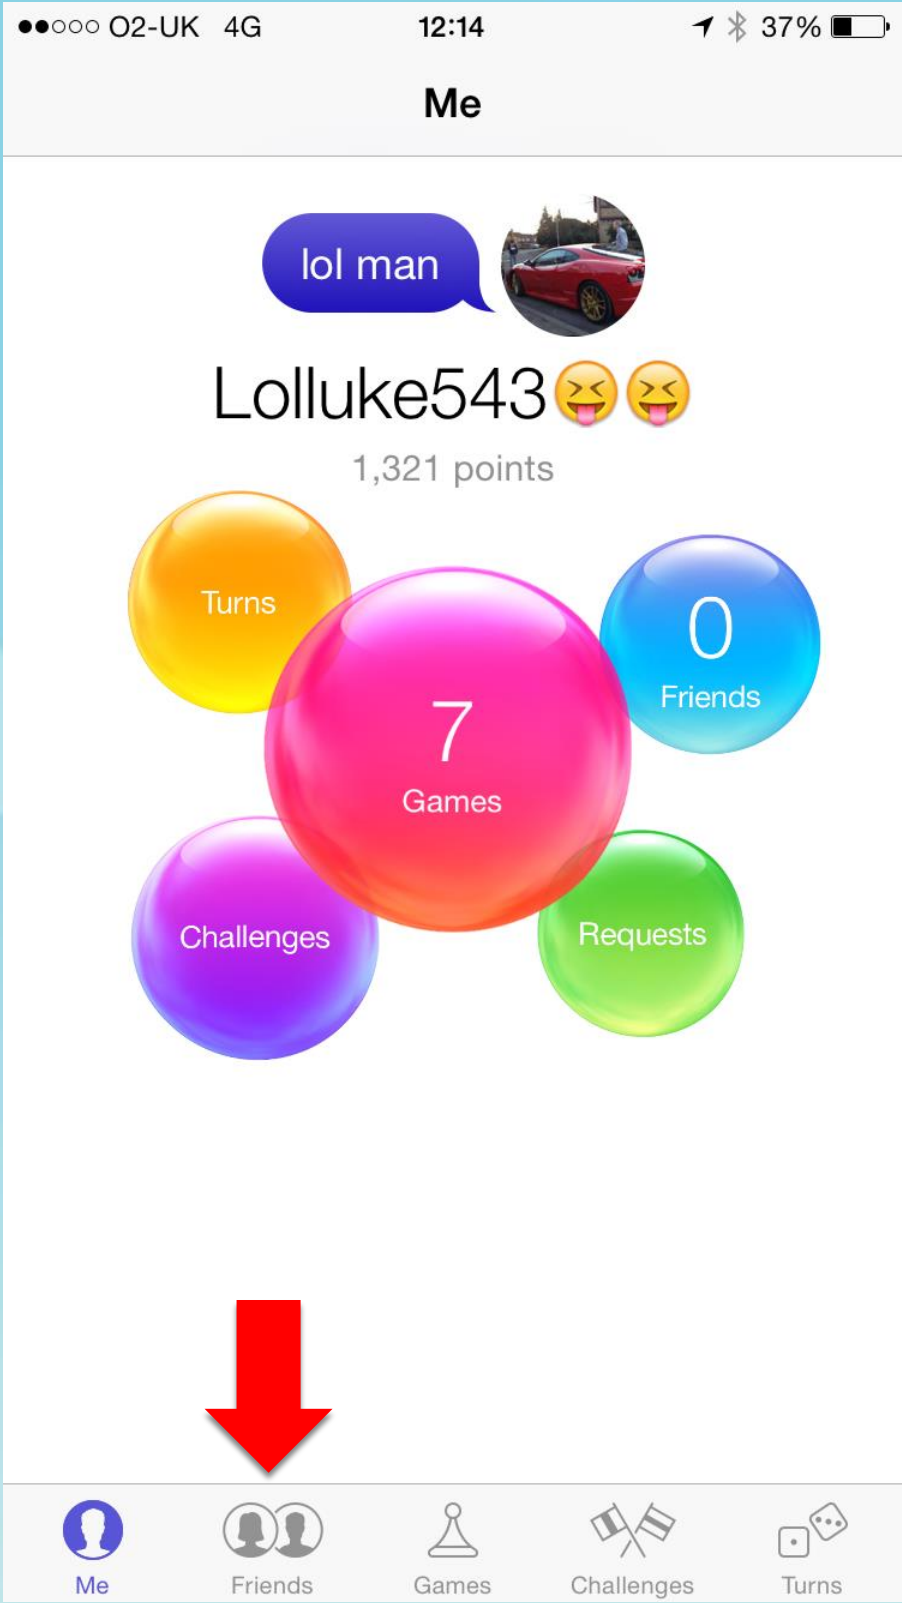 ●●○○○ O2-UK 4G 12:14 37%
Me
lol man
Lolluke543😝😝
1,321 points
Turns
0
Friends
7
Games
Challenges
Requests
Me Friends Games Challenges Turns